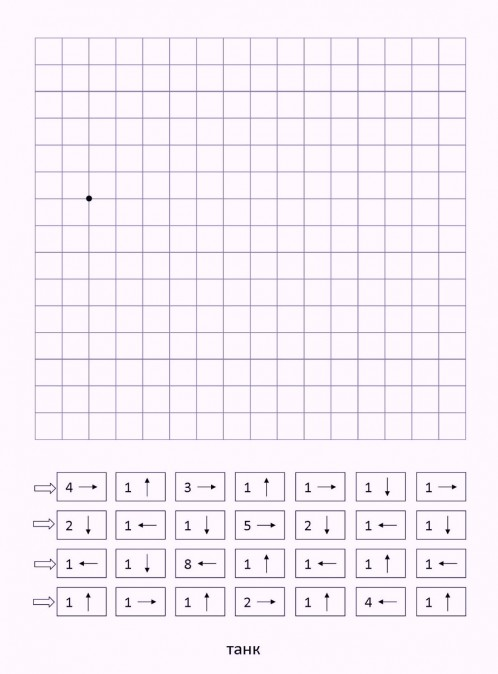 4 → 1 ↑ 3 → 1 ↑ 1 → 1 ↓ 1 →
2 ↓ 1 ← 1 ↓ 5 → 2 ↓ 1 ← 1 ↓
1 ← 1 ↓ 8 ← 1 ↑ 1 ← 1 ↑ 1 ←
1 ↑ 1 → 1 ↑ 2 → 1 ↑ 4 ← 1 ↑
танк